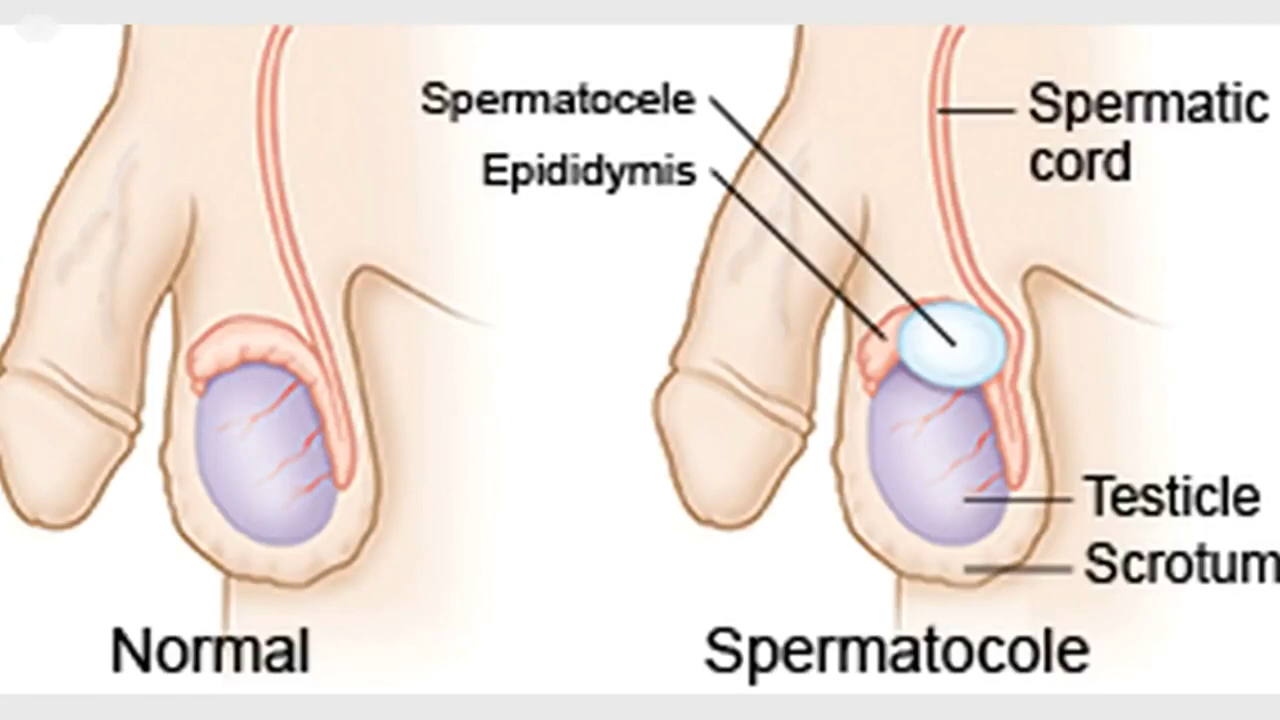 Spermatocele
Epididymis
Spermatic
cord
Testicle
Scrotum
Normal
Spermatocole